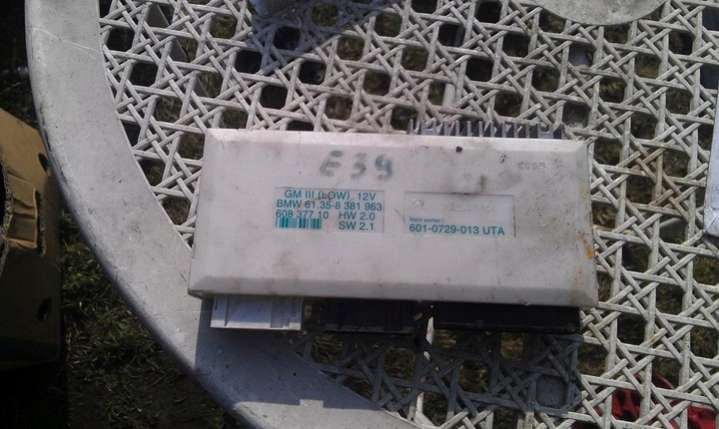 E39
GM III (LOW), 12V
BMW 61.35-8 381 963
608 377 10 HW 2.0
SW 2.1
601-0729-013 UTA